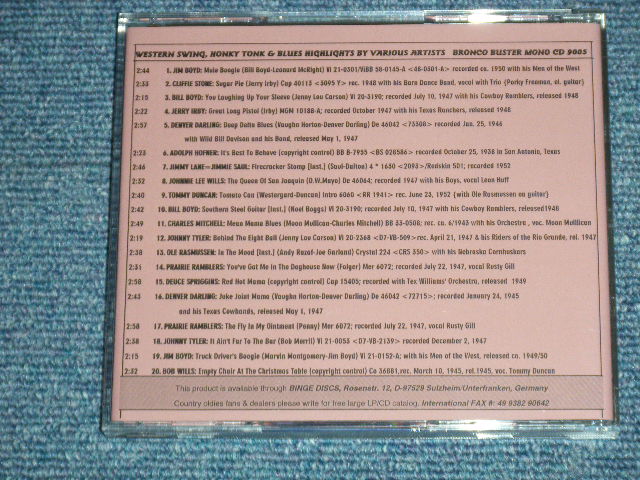 WESTERN SWING, HONKY TONK & BLUES HIGHLIGHTS BY VARIOUS ARTISTS BRONCO BUSTER MONO CD 9005
2:44 1. JIM BOYD: Mule Boogie (Bill Boyd-Leonard McRight) Vi 21-0301/ViBB 58-0145-A <48-0501-A> recorded ca. 1950 with his Men of the West
2:33 2. CLIFFIE STONE: Sugar Pie (Jerry Irby) Cap 40113 <5095 Y> rec. 1948 with his Barn Dance Band, vocal with Trio (Porky Freeman, el. guitar)
2:15 3. BILL BOYD: You Laughing Up Your Sleeve (Jenny Lou Carson) Vi 20-3190; recorded July 10, 1947 with his Cowboy Ramblers, released 1948
2:22 4. JERRY IRBY: Great Long Pistol (Irby) MGM 10188-A; recorded October 1947 with his Texas Ranchers, released 1948
2:57 5. DENVER DARLING: Deep Delta Blues (Vaughn Horton-Denver Darling) De 46042 <73308> recorded Jan. 25, 1946
with Wild Bill Davison and his Band, released May 1, 1947
2:23 6. ADOLPH HOFNER: It's Best To Behave (copyright control) BB B-7955 <BS 028586> recorded October 25, 1938 in San Antonio, Texas
2:46 7. JIMMY LANE=JIMMIE SAUL: Firecracker Stomp [Inst.] (Saul-Dalton) 4 * 1630 <2093>/Redskin 501; recorded 1952
2:52 8. JOHNNIE LEE WILLS: The Queen Of San Joaquin (O.W.Mayo) De 46064; recorded 1947 with his Boys, vocal Leon Huff
2:40 9. TOMMY DUNCAN: Tomato Can (Westergard-Duncan) Intro 6060 <RR 1941> rec. June 23, 1952 {with Ole Rasmussen on guitar}
2:42 10. BILL BOYD: Southern Steel Guitar [Inst.] (Noel Boggs) Vi 20-3190; recorded July 10, 1947 with his Cowboy Ramblers, released1948
2:49 11. CHARLES MITCHELL: Mean Mama Blues (Moon Mullican-Charles Mitchell) BB 33-0508; rec. ca. 6/1943 with his Orchestra , voc. Moon Mullican
2:19 12. JOHNNY TYLER: Behind The Eight Ball (Jenny Lou Carson) Vi 20-2368 <D7-VB-509>rec. April 21, 1947 & his Riders of the Rio Grande, rel. 1947
2:38 13. OLE RASMUSSEN: In The Mood [Inst.] (Andy Razaf-Joe Garland) Crystal 224 <CRS 350> with his Nebraska Cornhuskers
2:31 14. PRAIRIE RAMBLERS: You've Got Me In The Doghouse Now (Folger) Mer 6072; recorded July 22, 1947, vocal Rusty Gill
2:58 15. DEUCE SPRIGGINS: Red Hot Mama (copyright control) Cap 15405; recorded with Tex Williams' Orchestra, released 1949
2:43 16. DENVER DARLING: Juke Joint Mama (Vaughn Horton-Denver Darling) De 46042 <72715>; recorded January 24, 1945
and his Texas Cowhands, released May 1, 1947
2:58 17. PRAIRIE RAMBLERS: The Fly In My Ointment (Penny) Mer 6072; recorded July 22, 1947, vocal Rusty Gill
2:38 18. JOHNNY TYLER: It Ain't Far To The Bar (Bob Merrill) Vi 21-0053 <D7-VB-2139> recorded December 2, 1947
2:15 19. JIM BOYD: Truck Driver's Boogie (Marvin Montgomery-Jim Boyd) Vi 21-0152-A; with his Men of the West, released ca. 1949/50
2:52 20. BOB WILLS: Empty Chair At The Christmas Table (copyright control) Co 36881,rec. March 10, 1945, rel.1945, voc. Tommy Duncan
This product is available through BINGE DISCS, Rosenstr. 12, D-97529 Sulzheim/Unterfranken, Germany
Country oldies fans & dealers please write for free large LP/CD catalog. International FAX #: 49 9382 90642